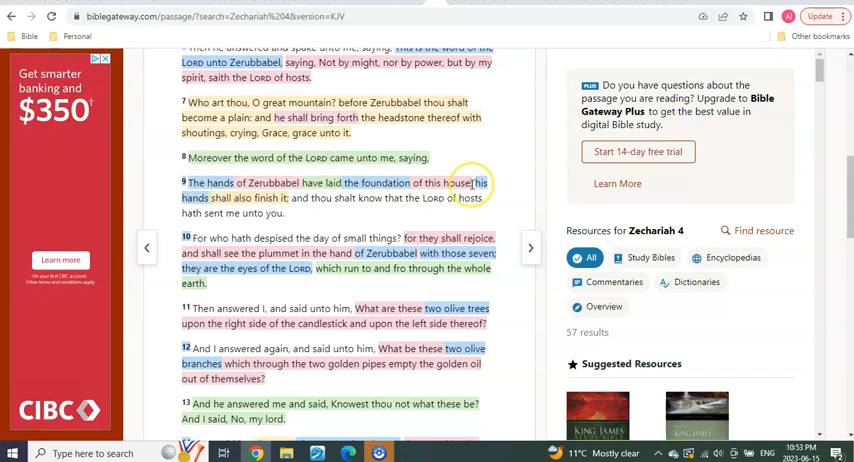 biblegateway.com/passage/?search=Zechariah%204&version=KJV
AI
Update
Bible
Personal
Other bookmarks
Get smarter
banking and
$350†
Learn more
CIBC
Then he answered and spake unto me, saying, This is the word of the
LORD unto Zerubbabel, saying, Not by might, nor by power, but by my
spirit, saith the LORD of hosts.
7 Who art thou, O great mountain? before Zerubbabel thou shalt
become a plain: and he shall bring forth the headstone thereof with
shoutings, crying, Grace, grace unto it.
8 Moreover the word of the LORD came unto me, saying,
9 The hands of Zerubbabel have laid the foundation of this house; his
hands shall also finish it; and thou shalt know that the LORD of hosts
hath sent me unto you.
10 For who hath despised the day of small things? for they shall rejoice,
and shall see the plummet in the hand of Zerubbabel with those seven;
they are the eyes of the LORD, which run to and fro through the whole
earth.
11 Then answered I, and said unto him, What are these two olive trees
upon the right side of the candlestick and upon the left side thereof?
12 And I answered again, and said unto him, What be these two olive
branches which through the two golden pipes empty the golden oil
out of themselves?
13 And he answered me and said, Knowest thou not what these be?
And I said, No, my lord.
PLUS Do you have questions about the
passage you are reading? Upgrade to Bible
Gateway Plus to get the best value in
digital Bible study.
Start 14-day free trial
Learn More
Resources for Zechariah 4
Find resource
All
Study Bibles
Encyclopedias
Commentaries
Dictionaries
Overview
57 results
Suggested Resources
KING JAMES
KING JAMES
Type here to search
11°C Mostly clear
ENG
10:53 PM
2023-06-15
2